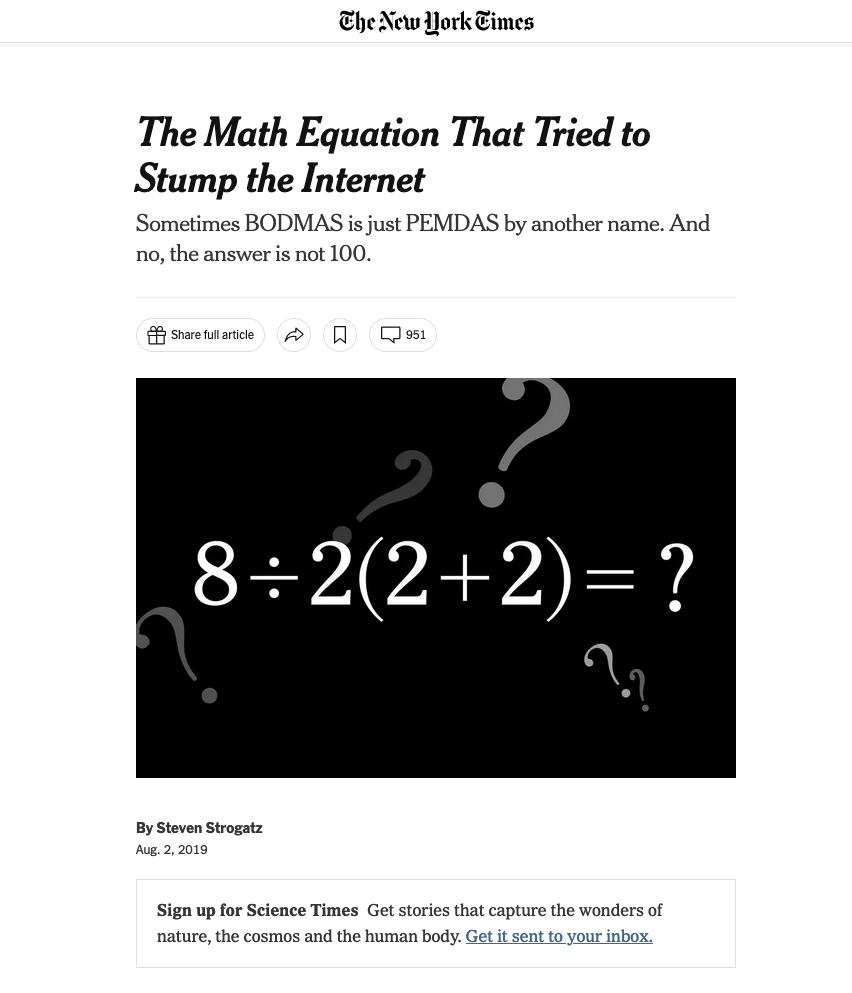 The New York Times
The Math Equation That Tried to
Stump the Internet
Sometimes BODMAS is just PEMDAS by another name. And
no, the answer is not 100.
Share full article
951
? ?
8÷2(2+2)= ?
? ? ?
By Steven Strogatz
Aug. 2, 2019
Sign up for Science Times Get stories that capture the wonders of
nature, the cosmos and the human body. Get it sent to your inbox.